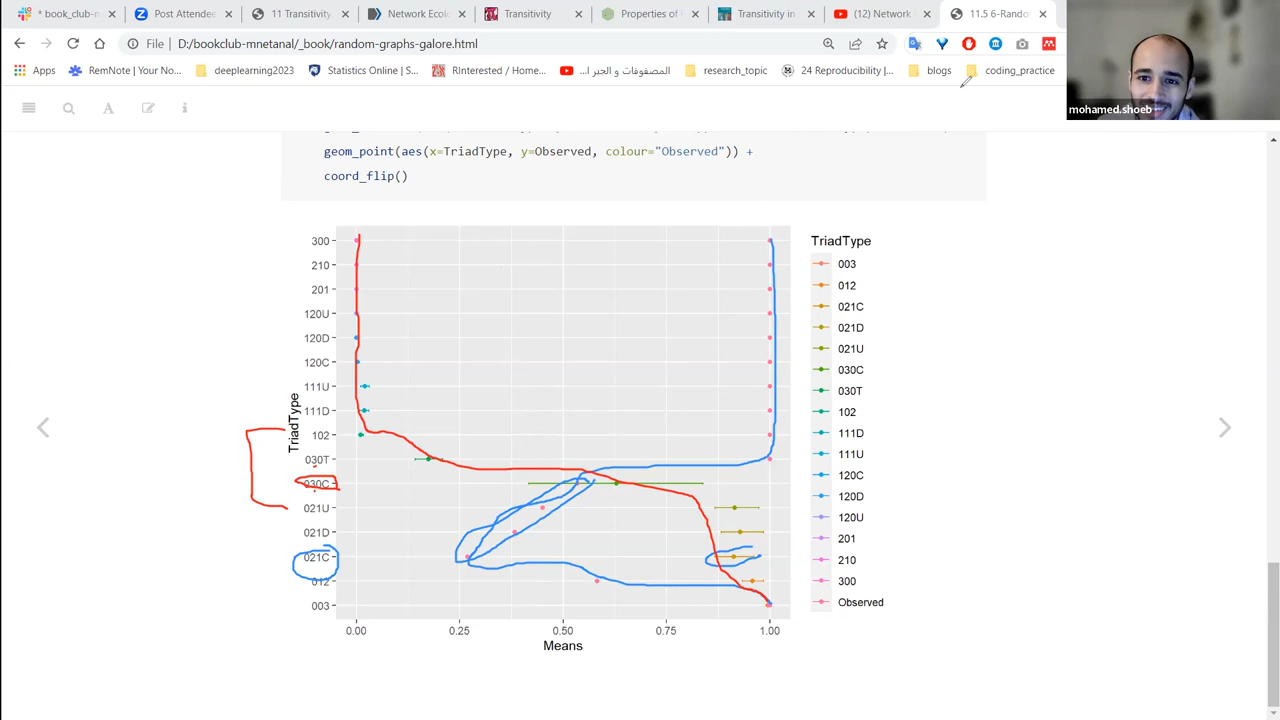 * book_club-m
Post Attendee
11 Transitivity,
Network Ecolo
Transitivity
Properties of
Transitivity in
(12) Network
11.5 6-Rando
File D:/bookclub_mnetanal/_book/random-graphs-galore.html
Apps RemNote | Your No... deeplearning2023 Statistics Online | S... RInterested / Home... المصفوفات و الجبر ا... research_topic 24 Reproducibility |... blogs coding_practice
mohamed.shoeb
geom_point(aes(x=TriadType, y=Observed, colour="Observed")) +
coord_flip()
TriadType
300
210
201
120U
120D
120C
111U
111D
102
030T
030C
021U
021D
021C
012
003
0.00 0.25 0.50 0.75 1.00
Means
TriadType
003
012
021C
021D
021U
030C
030T
102
111D
111U
120C
120D
120U
201
210
300
Observed